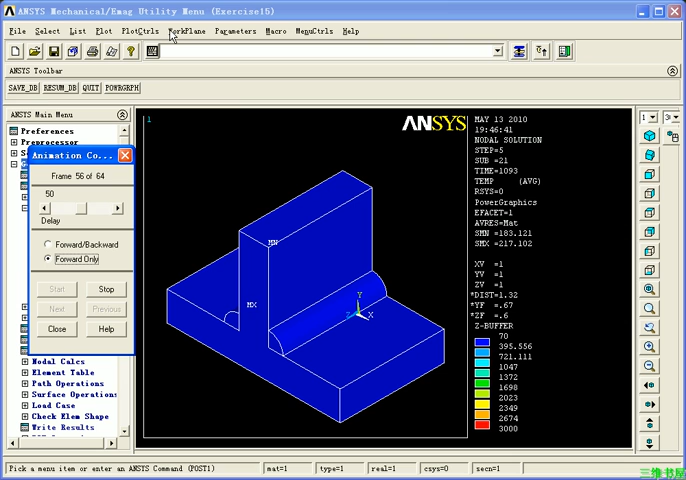 ANSYS Mechanical/Emag Utility Menu (Exercise15)
File Select List Plot PlotCtrls WorkPlane Parameters Macro MenuCtrls Help
ANSYS Toolbar
SAVE_DB RESUM_DB QUIT POWRGRPH
ANSYS Main Menu
Preferences
Preprocessor
Animation Co...
Frame 56 of 64
50
Delay
Forward/Backward
Forward Only
Start Stop
Next Previous
Close Help
Nodal Calcs
Element Table
Path Operations
Surface Operations
Load Case
Check Elem Shape
Write Results
1
ANSYS
MN
MX
Y
Z X
MAY 13 2010
19:46:41
NODAL SOLUTION
STEP=5
SUB =21
TIME=1093
TEMP (AVG)
RSYS=0
PowerGraphics
EFACET=1
AVRES=Mat
SMN =183.121
SMX =217.102
XV =1
YV =1
ZV =1
*DIST=1.32
*YF =.67
*ZF =.6
Z-BUFFER
70
395.556
721.111
1047
1372
1698
2023
2349
2674
3000
1
Pick a menu item or enter an ANSYS Command (POST1) mat=1 type=1 real=1 csys=0 secn=1
三维书屋